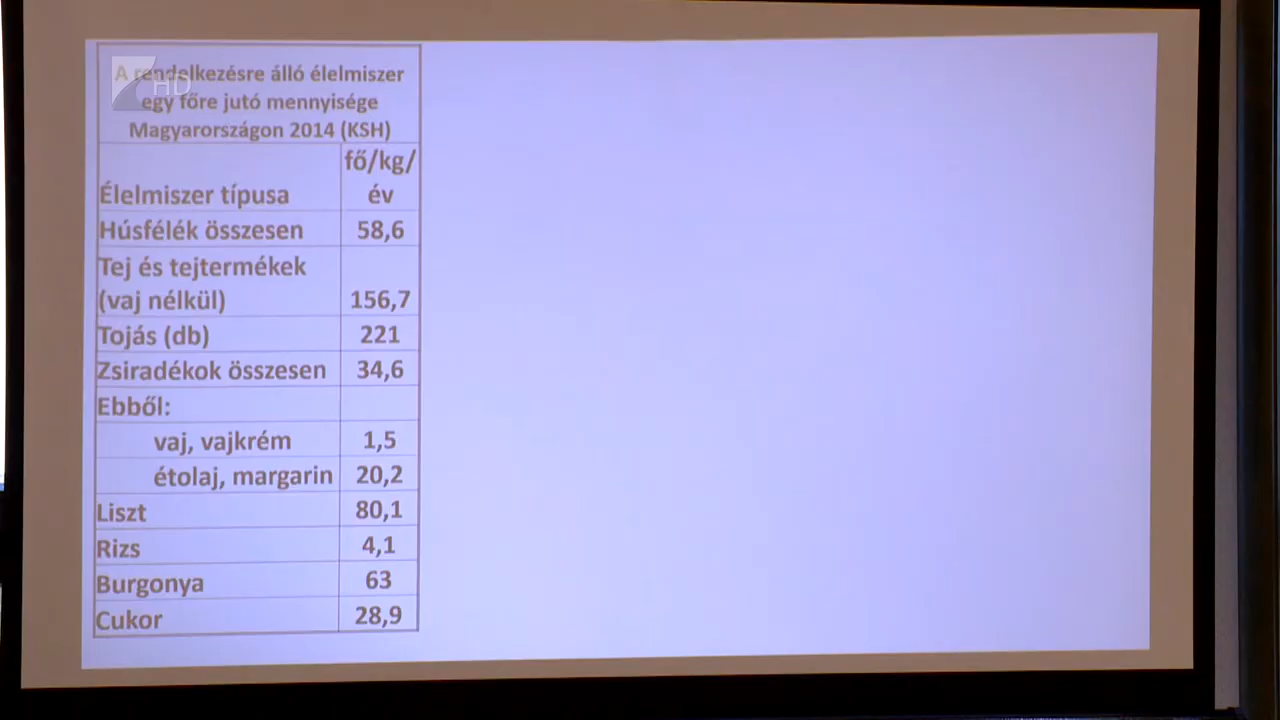 A rendelkezésre álló élelmiszer
egy főre jutó mennyisége
Magyarországon 2014 (KSH)
fő/kg/
Élelmiszer típusa év
Húsfélék összesen 58,6
Tej és tejtermékek
(vaj nélkül) 156,7
Tojás (db) 221
Zsiradékok összesen 34,6
Ebből:
vaj, vajkrém 1,5
étolaj, margarin 20,2
Liszt 80,1
Rizs 4,1
Burgonya 63
Cukor 28,9
HD